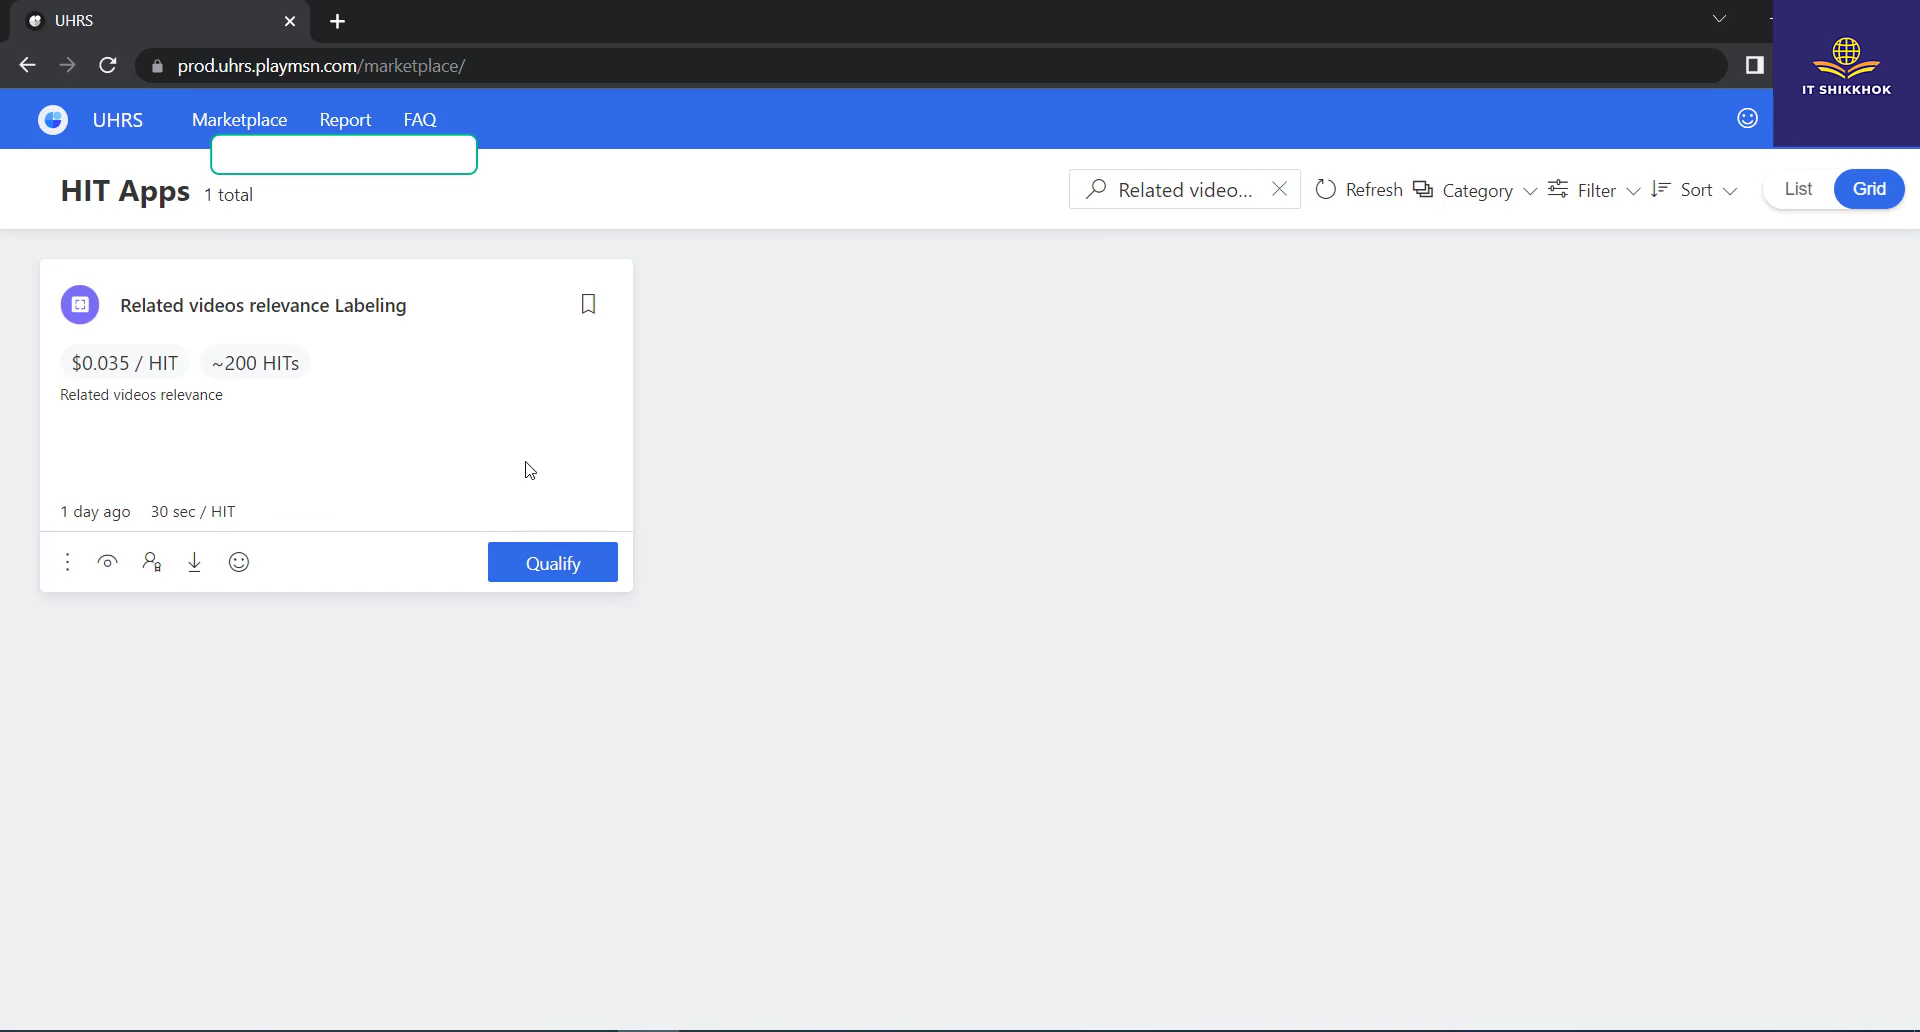 UHRS
prod.uhrs.playmsn.com/marketplace/
IT SHIKKHOK
UHRS Marketplace Report FAQ
HIT Apps 1 total
Related video... Refresh Category Filter Sort List Grid
Related videos relevance Labeling
$0.035 / HIT ~200 HITs
Related videos relevance
1 day ago 30 sec / HIT
Qualify